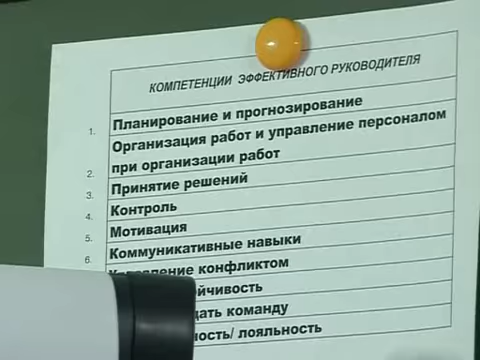 КОМПЕТЕНЦИИ ЭФФЕКТИВНОГО РУКОВОДИТЕЛЯ
1. Планирование и прогнозирование
Организация работ и управление персоналом
2. при организации работ
3. Принятие решений
4. Контроль
5. Мотивация
6. Коммуникативные навыки
конфликтом
команду
лояльность